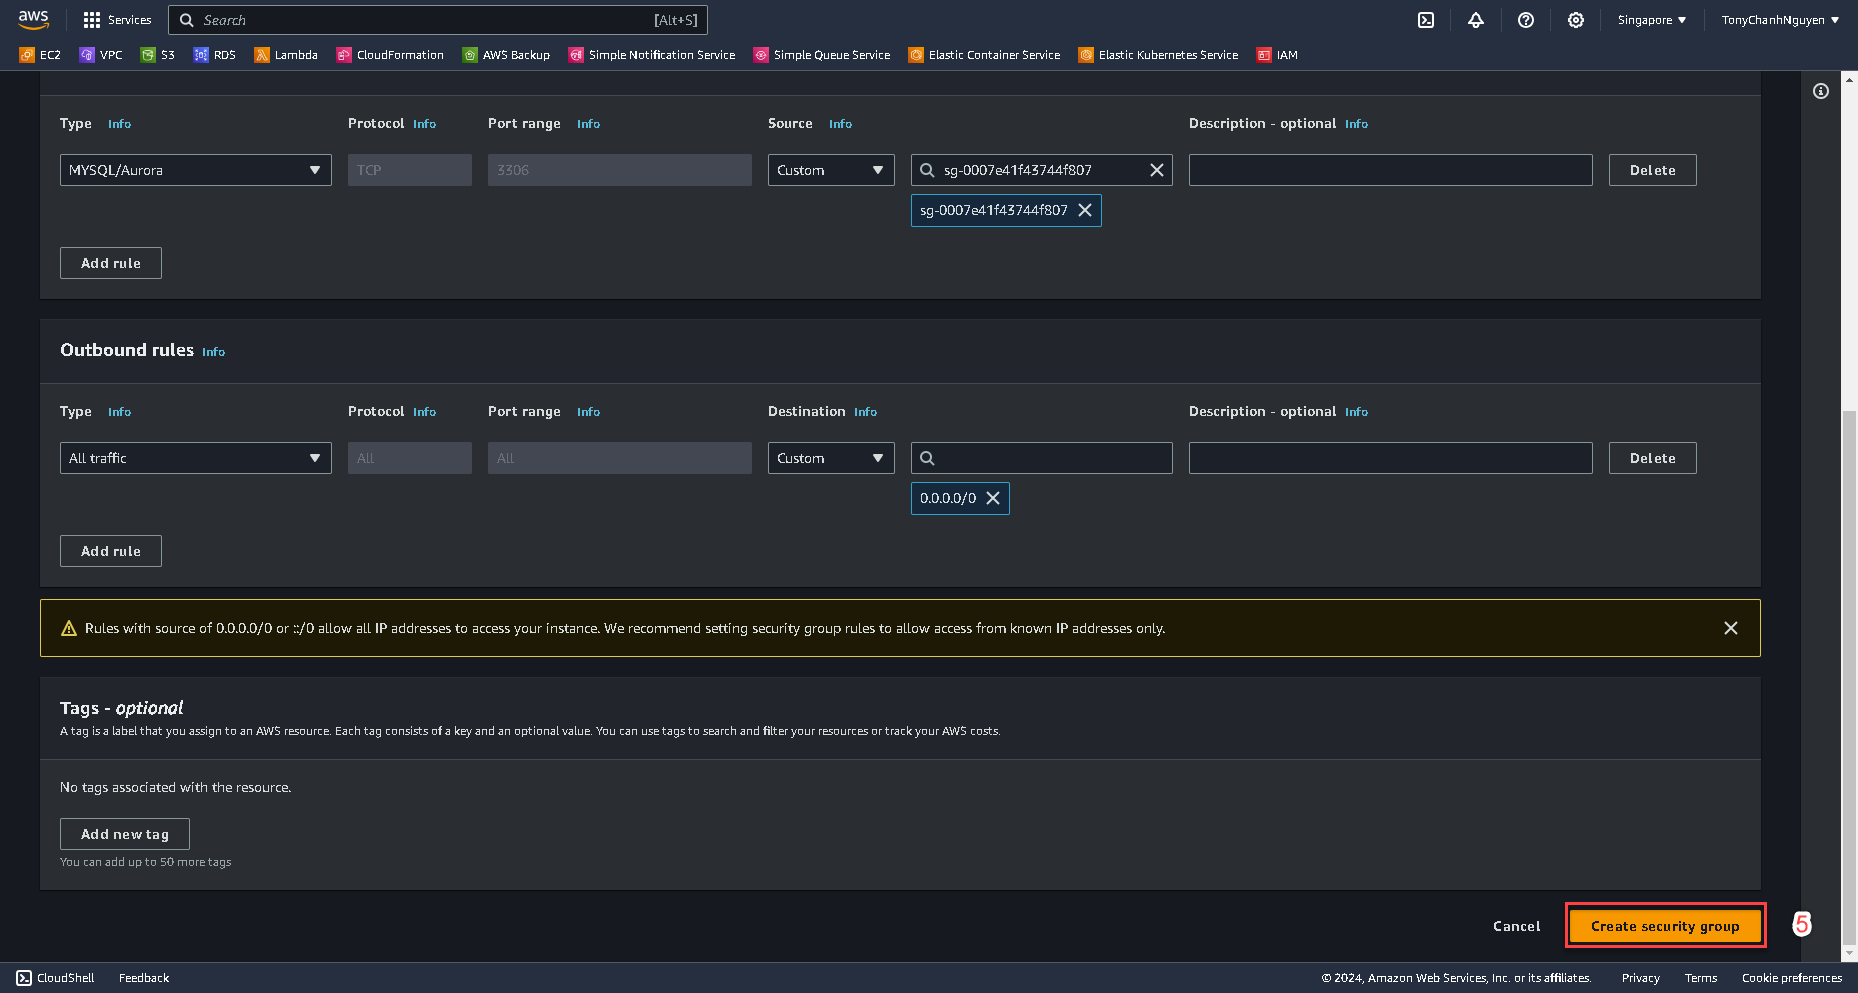 aws Services Search [Alt+S] Singapore TonyChanhNguyen
EC2 VPC S3 RDS Lambda CloudFormation AWS Backup Simple Notification Service Simple Queue Service Elastic Container Service Elastic Kubernetes Service IAM
Type Info Protocol Info Port range Info Source Info Description - optional Info
MYSQL/Aurora TCP 3306 Custom sg-0007e41f43744f807 Delete
sg-0007e41f43744f807
Add rule
Outbound rules Info
Type Info Protocol Info Port range Info Destination Info Description - optional Info
All traffic All All Custom Delete
0.0.0.0/0
Add rule
Rules with source of 0.0.0.0/0 or ::/0 allow all IP addresses to access your instance. We recommend setting security group rules to allow access from known IP addresses only.
Tags - optional
A tag is a label that you assign to an AWS resource. Each tag consists of a key and an optional value. You can use tags to search and filter your resources or track your AWS costs.
No tags associated with the resource.
Add new tag
You can add up to 50 more tags
Cancel Create security group 5
CloudShell Feedback © 2024, Amazon Web Services, Inc. or its affiliates. Privacy Terms Cookie preferences